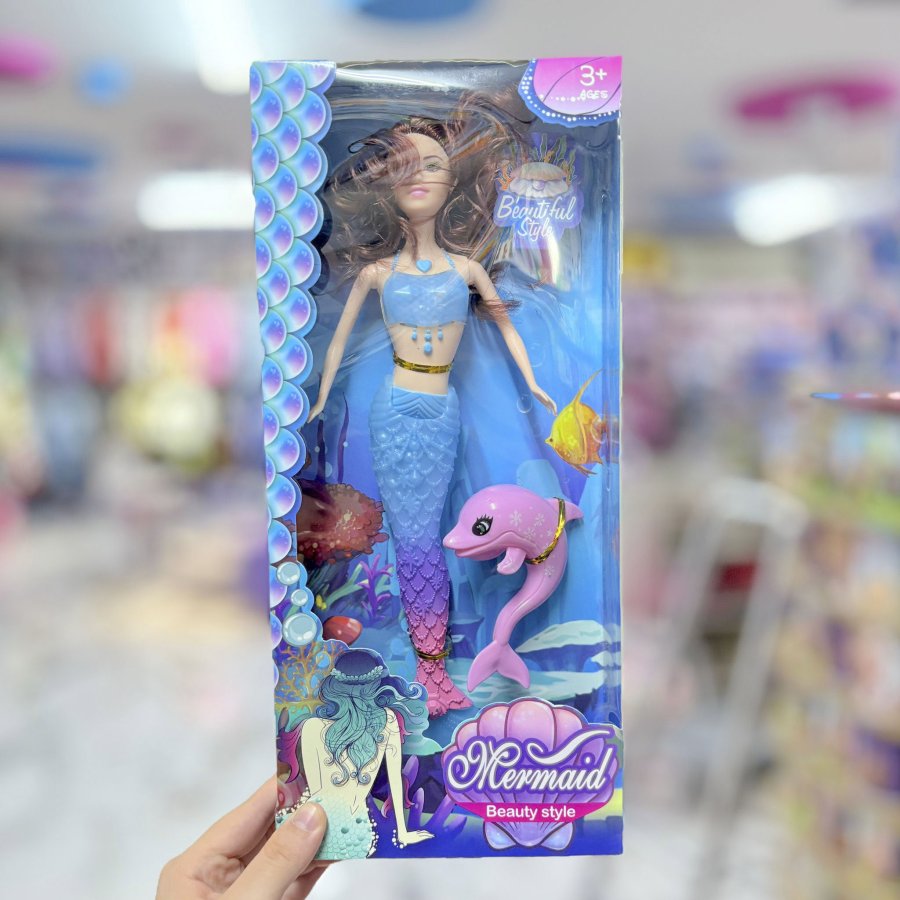 3+
AGES
Beautiful
Style
Mermaid
Beauty style